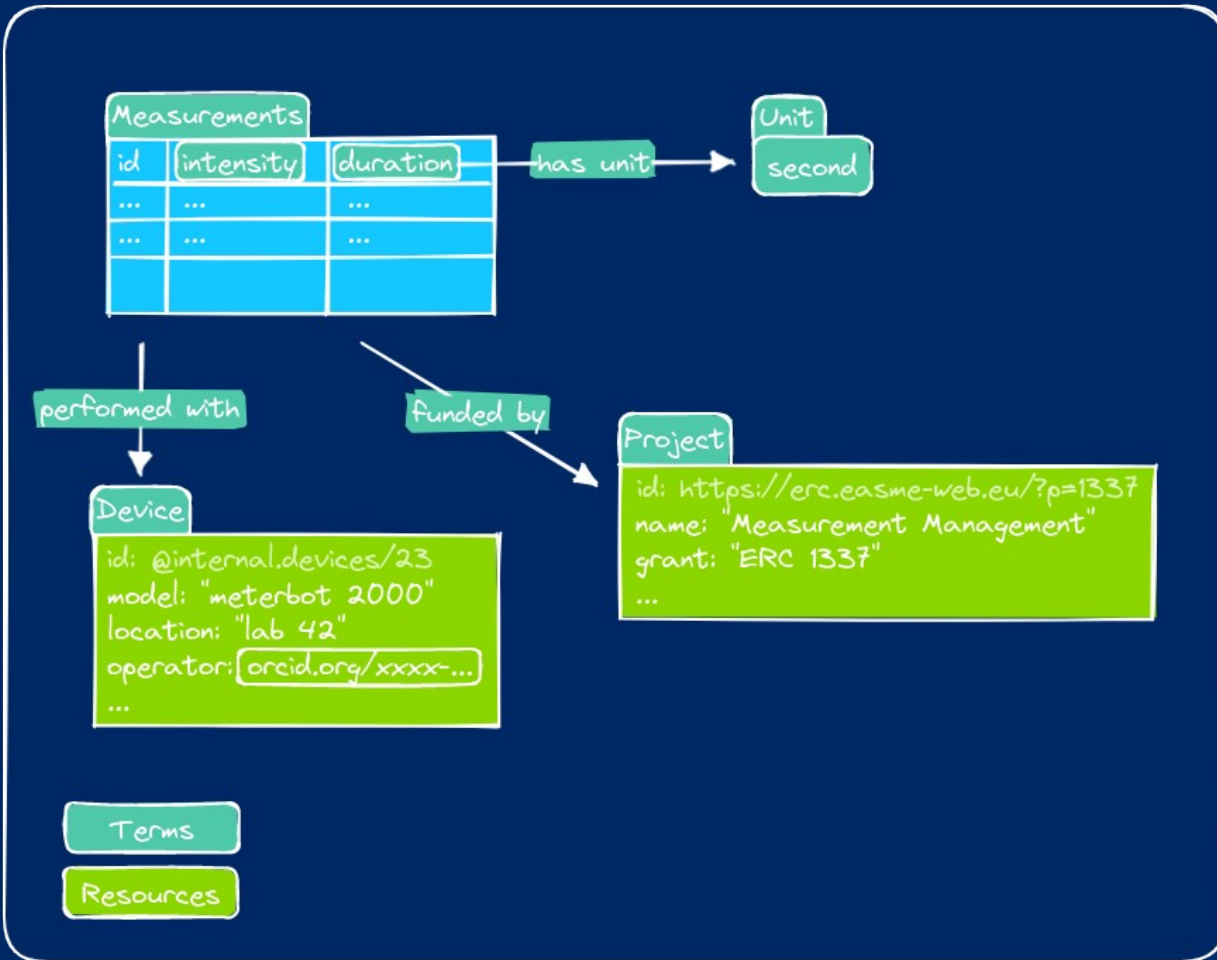 Measurements
id intensity duration
... ... ...
... ... ...
has unit
Unit
second
performed with
funded by
Device
id: @internal.devices/23
model: "meterbot 2000"
location: "lab 42"
operator: orcid.org/xxxx-...
...
Project
id: https://erc.easme-web.eu/?p=1337
name: "Measurement Management"
grant: "ERC 1337"
...
Terms
Resources